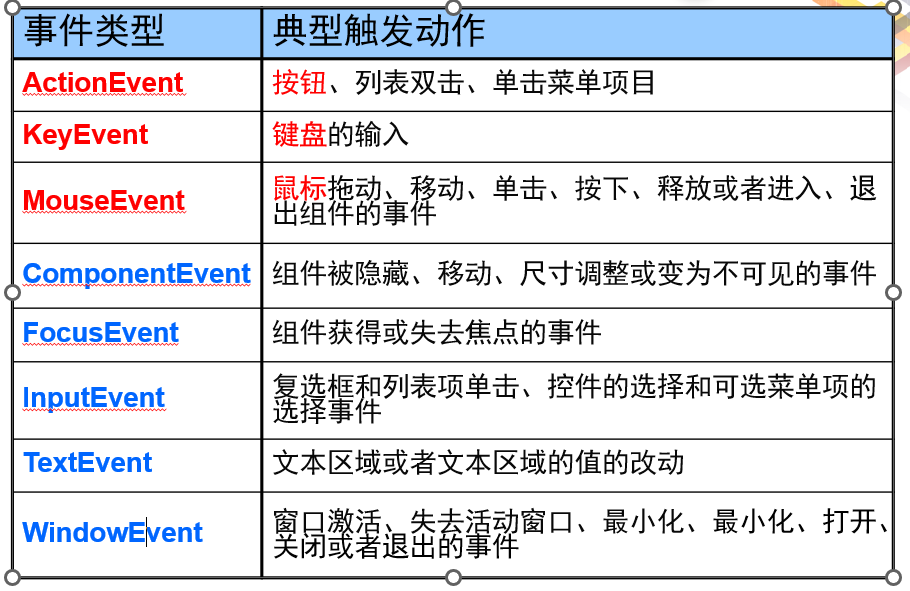 事件类型
典型触发动作
ActionEvent
按钮、列表双击、单击菜单项目
KeyEvent
键盘的输入
MouseEvent
鼠标拖动、移动、单击、按下、释放或者进入、退
出组件的事件
ComponentEvent
组件被隐藏、移动、尺寸调整或变为不可见的事件
FocusEvent
组件获得或失去焦点的事件
InputEvent
复选框和列表项单击、控件的选择和可选菜单项的
选择事件
TextEvent
文本区域或者文本区域的值的改动
WindowEvent
窗口激活、失去活动窗口、最小化、最小化、打开、
关闭或者退出的事件